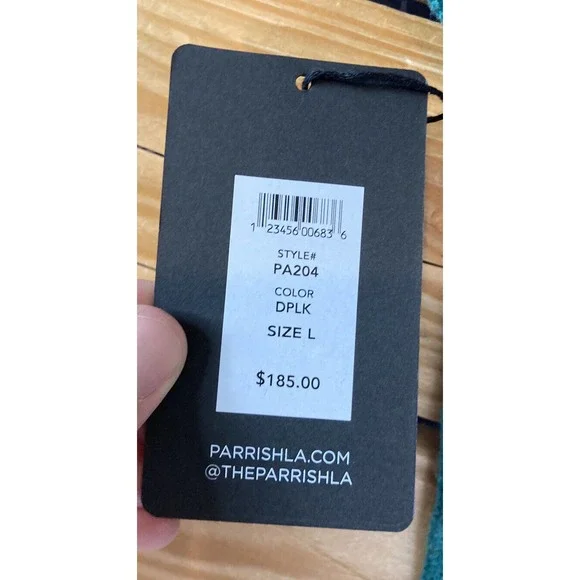 1 23456 00683 6
STYLE#
PA204
COLOR
DPLK
SIZE L
$185.00
PARRISHLA.COM
@THEPARRISHLA